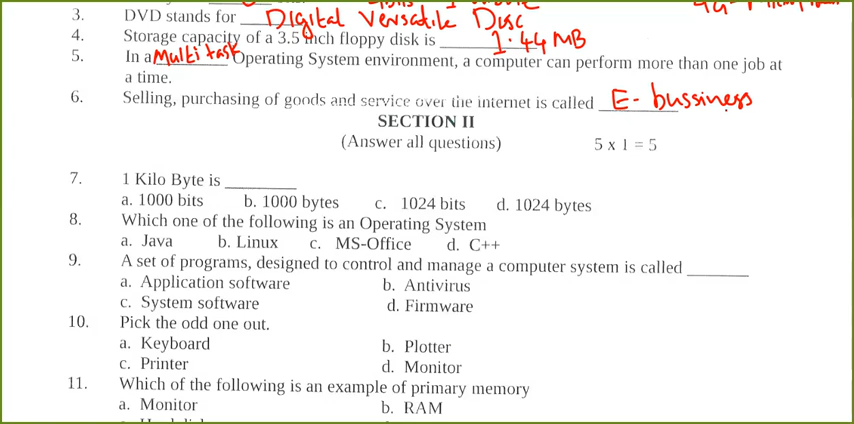 3. DVD stands for Digital Versatile Disc
4. Storage capacity of a 3.5 inch floppy disk is 1.44 MB
5. In a Multi task Operating System environment, a computer can perform more than one job at
a time.
6. Selling, purchasing of goods and service over the internet is called E-bussiness
SECTION II
(Answer all questions) 5 x 1 = 5
7. 1 Kilo Byte is ________
a. 1000 bits b. 1000 bytes c. 1024 bits d. 1024 bytes
8. Which one of the following is an Operating System
a. Java b. Linux c. MS-Office d. C++
9. A set of programs, designed to control and manage a computer system is called _______
a. Application software b. Antivirus
c. System software d. Firmware
10. Pick the odd one out.
a. Keyboard b. Plotter
c. Printer d. Monitor
11. Which of the following is an example of primary memory
a. Monitor b. RAM